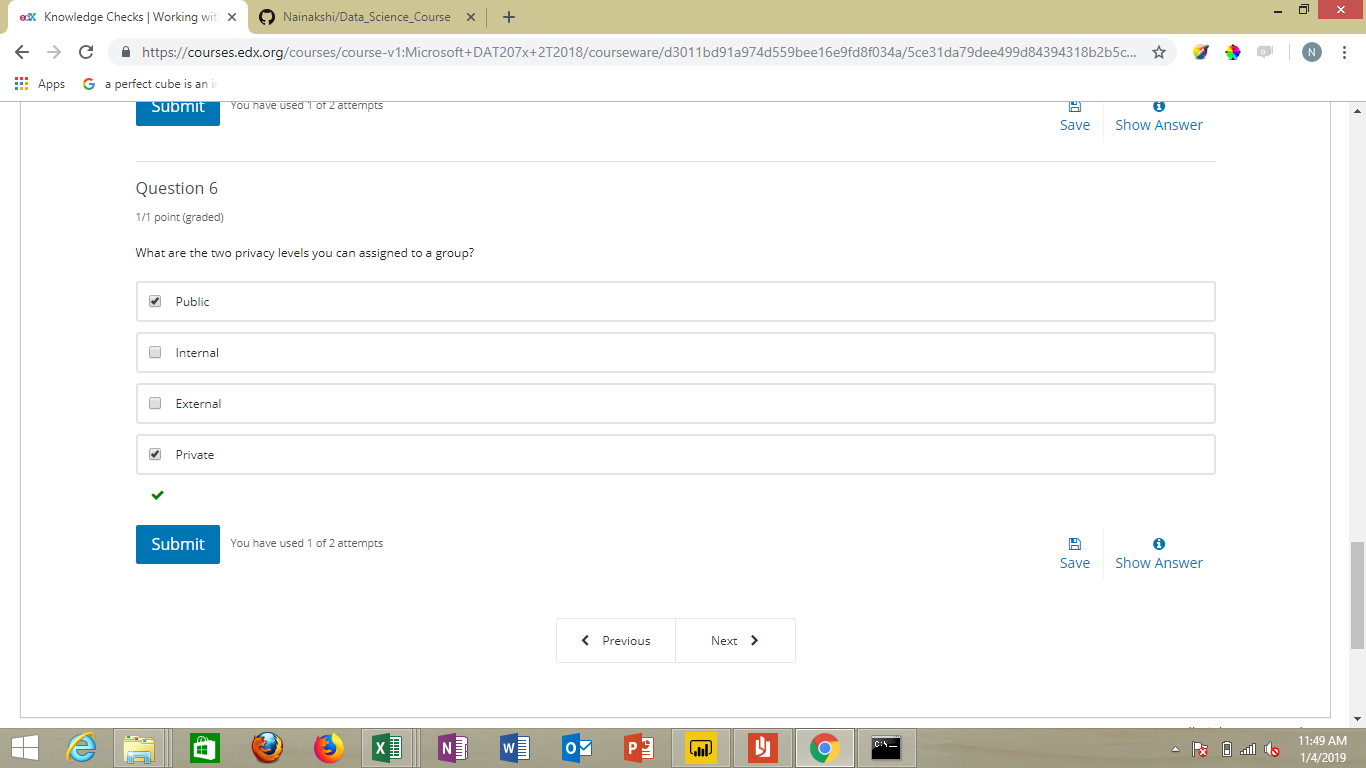 edX Knowledge Checks | Working wit
Nainakshi/Data_Science_Course
https://courses.edx.org/courses/course-v1:Microsoft+DAT207x+2T2018/courseware/d3011bd91a974d559bee16e9fd8f034a/5ce31da79dee499d84394318b2b5c...
N
Apps
G a perfect cube is an i
Submit You have used 1 of 2 attempts
Save Show Answer
Question 6
1/1 point (graded)
What are the two privacy levels you can assigned to a group?
Public
Internal
External
Private
Submit You have used 1 of 2 attempts
Save Show Answer
Previous Next
11:49 AM
1/4/2019